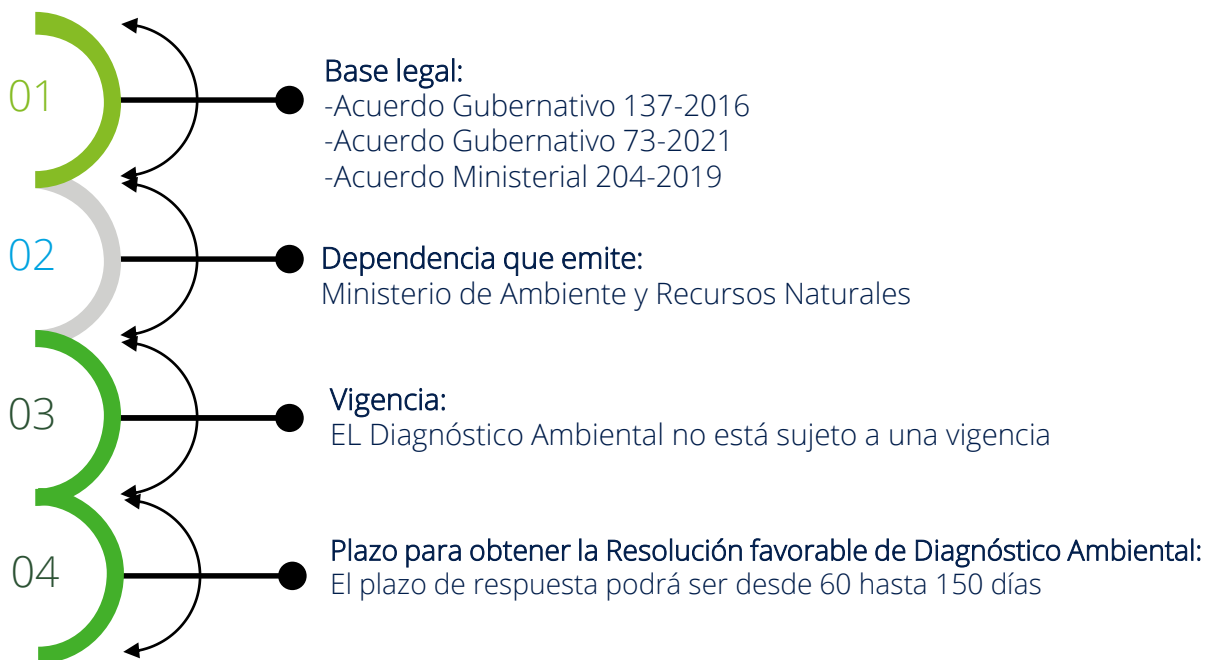 01
Base legal:
-Acuerdo Gubernativo 137-2016
-Acuerdo Gubernativo 73-2021
-Acuerdo Ministerial 204-2019
02
Dependencia que emite:
Ministerio de Ambiente y Recursos Naturales
03
Vigencia:
EL Diagnóstico Ambiental no está sujeto a una vigencia
04
Plazo para obtener la Resolución favorable de Diagnóstico Ambiental:
El plazo de respuesta podrá ser desde 60 hasta 150 días